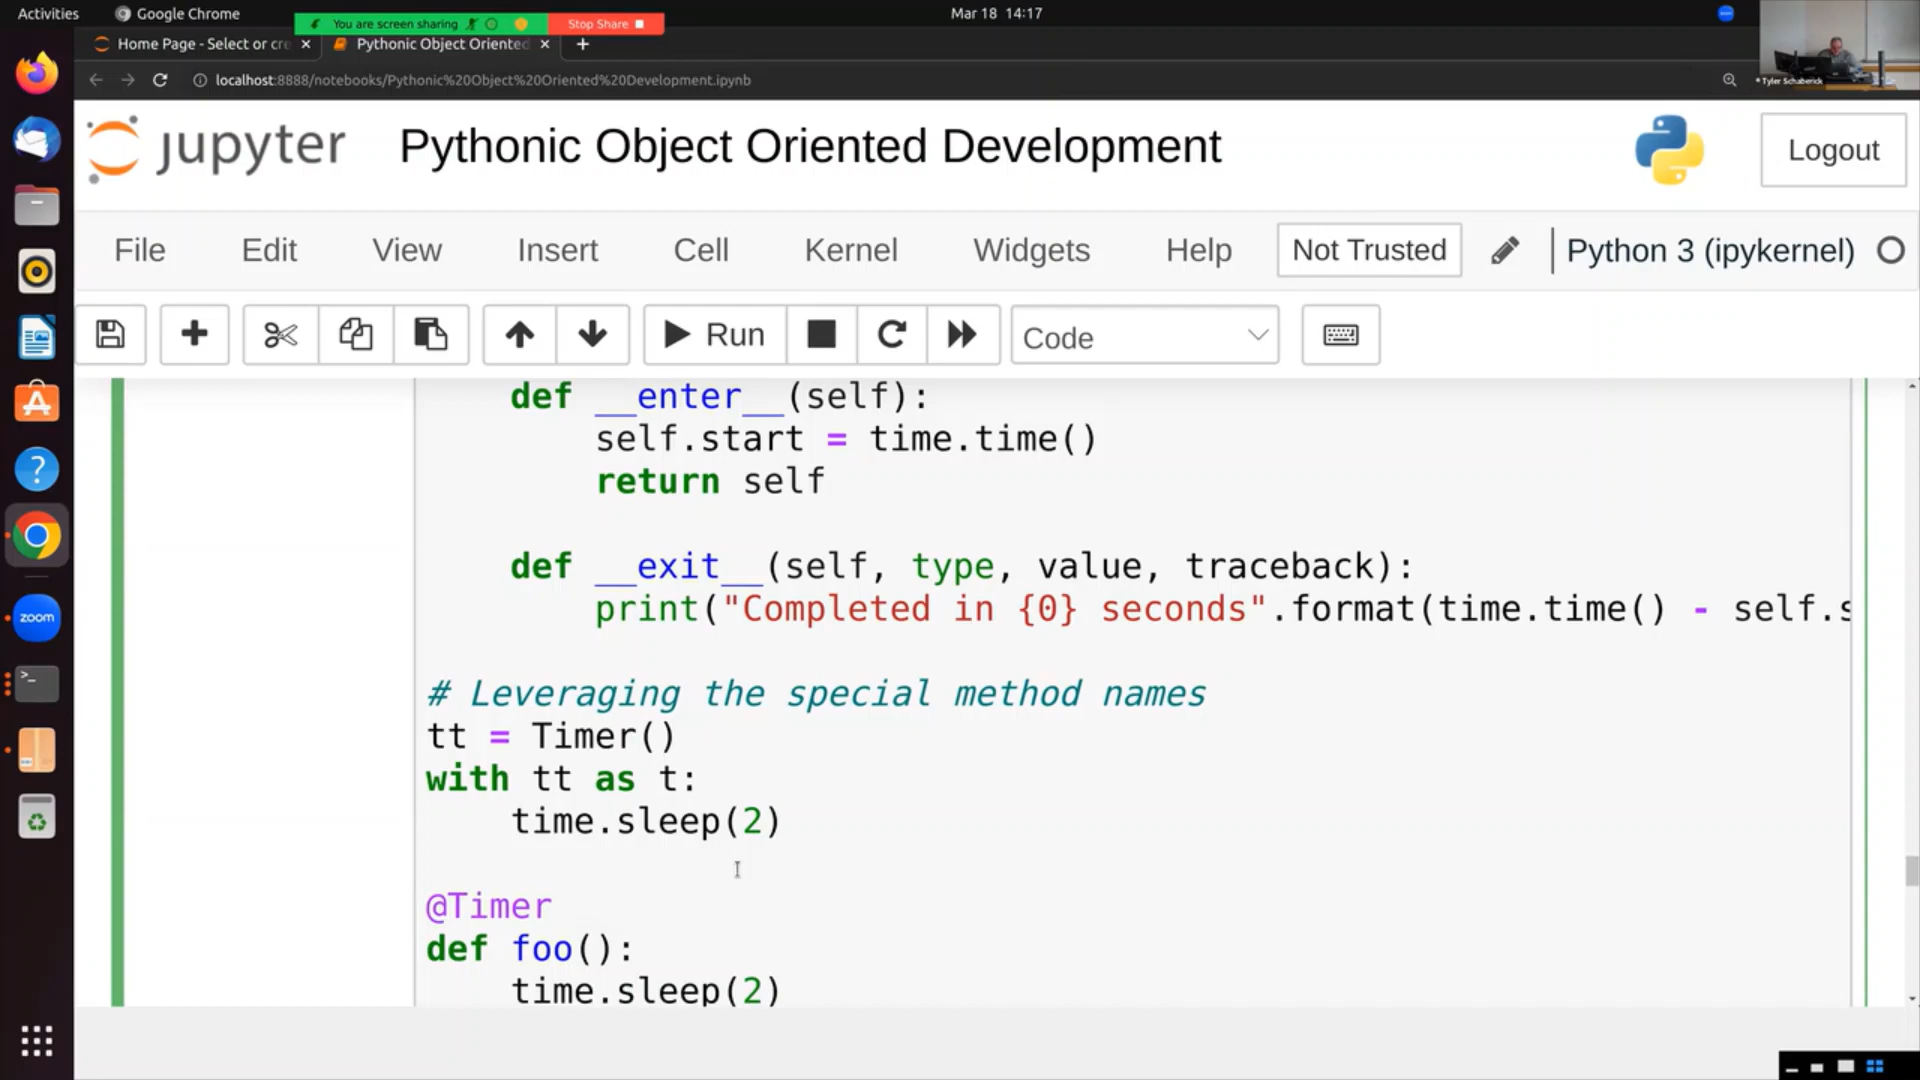 Activities
Google Chrome
You are screen sharing
Stop Share
Mar 18 14:17
Home Page - Select or cre
Pythonic Object Oriented
localhost:8888/notebooks/Pythonic%20Object%20Oriented%20Development.ipynb
Tyler Schaberick
jupyter
Pythonic Object Oriented Development
Logout
File Edit View Insert Cell Kernel Widgets Help
Not Trusted
Python 3 (ipykernel)
Run
Code
def __enter__(self):
self.start = time.time()
return self
def __exit__(self, type, value, traceback):
print("Completed in {0} seconds".format(time.time() - self.s
# Leveraging the special method names
tt = Timer()
with tt as t:
time.sleep(2)
@Timer
def foo():
time.sleep(2)
zoom